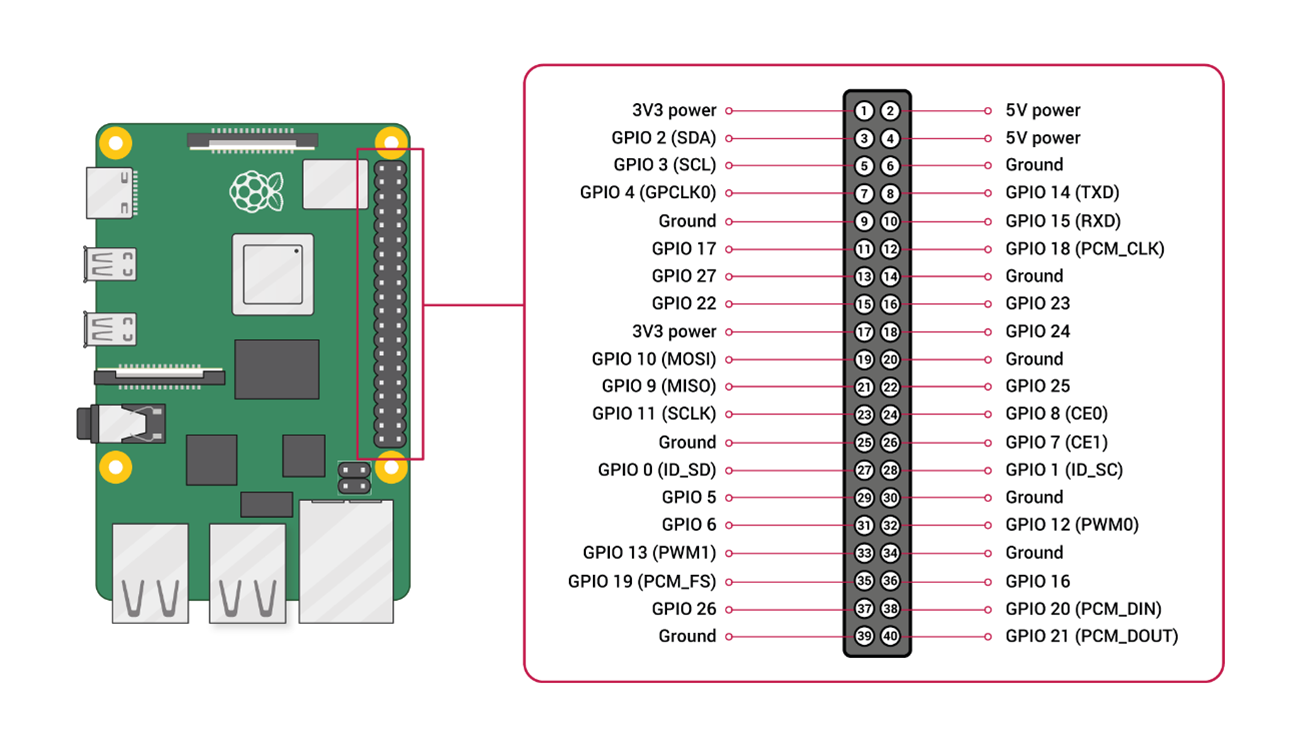 3V3 power 1 2 5V power
GPIO 2 (SDA) 3 4 5V power
GPIO 3 (SCL) 5 6 Ground
GPIO 4 (GPCLK0) 7 8 GPIO 14 (TXD)
Ground 9 10 GPIO 15 (RXD)
GPIO 17 11 12 GPIO 18 (PCM_CLK)
GPIO 27 13 14 Ground
GPIO 22 15 16 GPIO 23
3V3 power 17 18 GPIO 24
GPIO 10 (MOSI) 19 20 Ground
GPIO 9 (MISO) 21 22 GPIO 25
GPIO 11 (SCLK) 23 24 GPIO 8 (CE0)
Ground 25 26 GPIO 7 (CE1)
GPIO 0 (ID_SD) 27 28 GPIO 1 (ID_SC)
GPIO 5 29 30 Ground
GPIO 6 31 32 GPIO 12 (PWM0)
GPIO 13 (PWM1) 33 34 Ground
GPIO 19 (PCM_FS) 35 36 GPIO 16
GPIO 26 37 38 GPIO 20 (PCM_DIN)
Ground 39 40 GPIO 21 (PCM_DOUT)